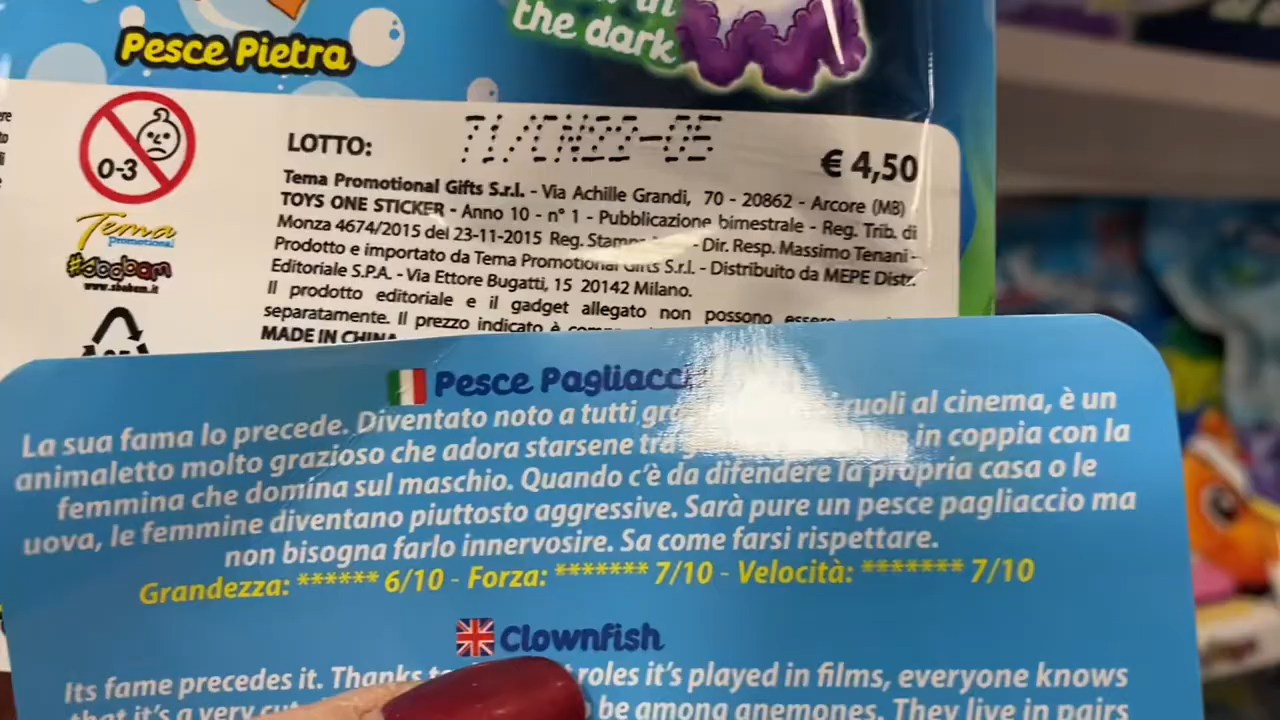 Pesce Pietra
the dark
0-3
LOTTO:
€ 4,50
Tema Promotional Gifts S.r.l. - Via Achille Grandi, 70 - 20862 - Arcore (MB)
TOYS ONE STICKER - Anno 10 - n° 1 - Pubblicazione bimestrale - Reg. Trib. di
Monza 4674/2015 del 23-11-2015 Reg. - Dir. Resp. Massimo Tenani -
Prodotto e importato da Tema Promotional Gifts S.r.l. - Distribuito da MEPE Distr.
Editoriale S.P.A. - Via Ettore Bugatti, 15 20142 Milano.
Il prodotto editoriale e il gadget allegato non possono
separatamente. Il prezzo indicato è
MADE IN CHINA
Tema
promotional
#sbabam
www.sbabam.it
Pesce Pagliacci
La sua fama lo precede. Diventato noto a tutti ruoli al cinema, è un
animaletto molto grazioso che adora starsene tra in coppia con la
femmina che domina sul maschio. Quando c'è da difendere la propria casa o le
uova, le femmine diventano piuttosto aggressive. Sarà pure un pesce pagliaccio ma
non bisogna farlo innervosire. Sa come farsi rispettare.
Grandezza: ****** 6/10 - Forza: ******* 7/10 - Velocità: ******* 7/10
Clownfish
Its fame precedes it. Thanks roles it's played in films, everyone knows
that it's a very be among anemones. They live in pairs